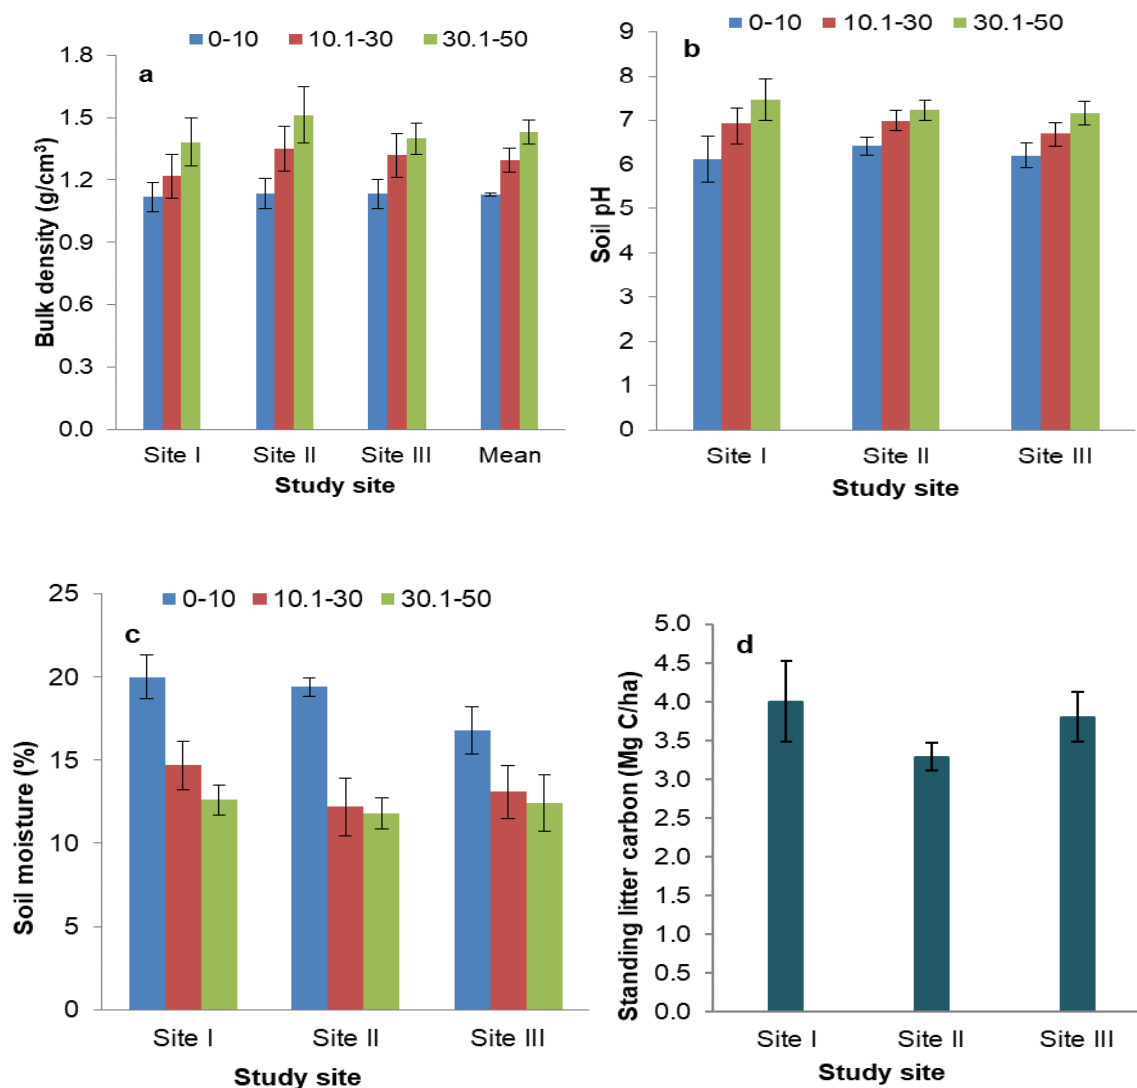 0-10 10.1-30 30.1-50
a
1.8
1.5
1.2
0.9
0.6
0.3
0.0
Bulk density (g/cm³)
Site I Site II Site III Mean
Study site
0-10 10.1-30 30.1-50
b
9
8
7
6
5
4
3
2
1
0
Soil pH
Site I Site II Site III
Study site
0-10 10.1-30 30.1-50
c
25
20
15
10
5
0
Soil moisture (%)
Site I Site II Site III
Study site
d
5.0
4.5
4.0
3.5
3.0
2.5
2.0
1.5
1.0
0.5
0.0
Standing litter carbon (Mg C/ha)
Site I Site II Site III
Study site